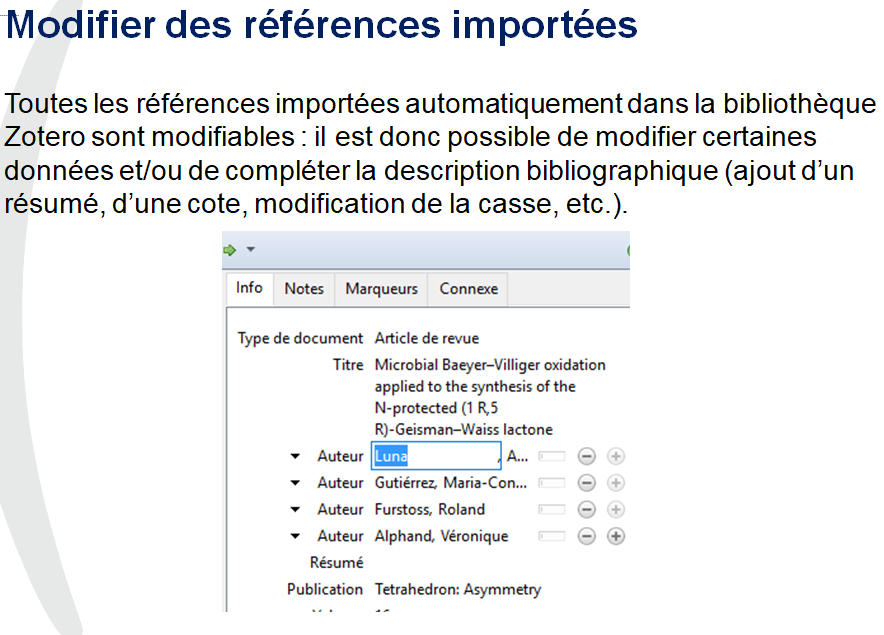 Modifier des références importées
Toutes les références importées automatiquement dans la bibliothèque
Zotero sont modifiables : il est donc possible de modifier certaines
données et/ou de compléter la description bibliographique (ajout d’un
résumé, d’une cote, modification de la casse, etc.).
Info Notes Marqueurs Connexe
Type de document Article de revue
Titre Microbial Baeyer–Villiger oxidation
applied to the synthesis of the
N-protected (1 R,5
R)-Geisman–Waiss lactone
Auteur Luna , A...
Auteur Gutiérrez, Maria-Con...
Auteur Furstoss, Roland
Auteur Alphand, Véronique
Résumé
Publication Tetrahedron: Asymmetry